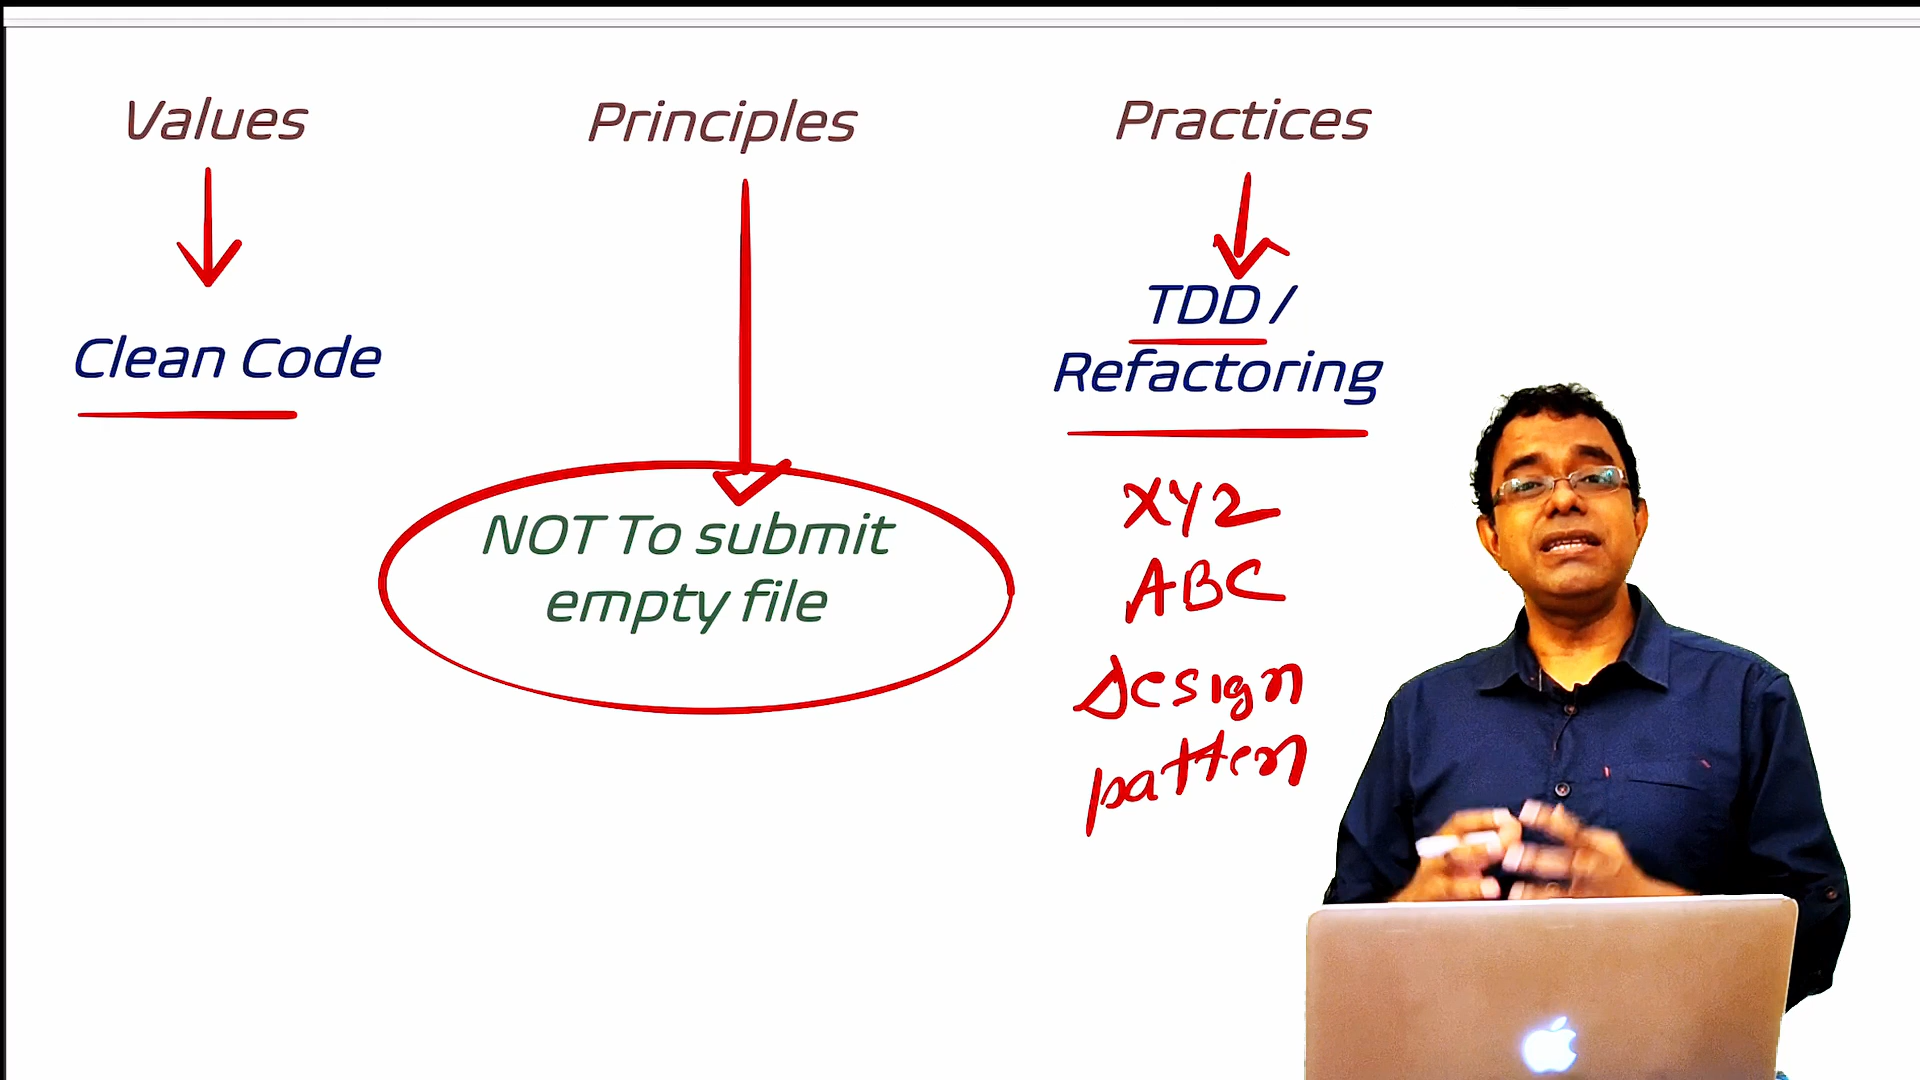 Values
Principles
Practices
Clean Code
NOT To submit
empty file
TDD /
Refactoring
XYZ
ABC
Design
pattern